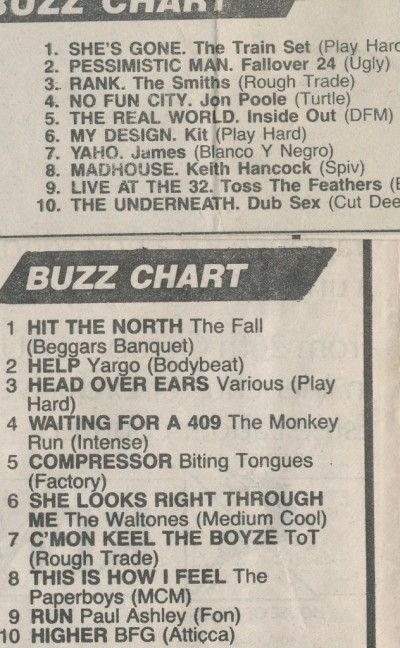 BUZZ CHART
1. SHE'S GONE. The Train Set (Play Hard
2. PESSIMISTIC MAN. Fallover 24 (Ugly)
3. RANK. The Smiths (Rough Trade)
4. NO FUN CITY. Jon Poole (Turtle)
5. THE REAL WORLD. Inside Out (DFM)
6. MY DESIGN. Kit (Play Hard)
7. YAHO. James (Blanco Y Negro)
8. MADHOUSE. Keith Hancock (Spiv)
9. LIVE AT THE 32. Toss The Feathers
10. THE UNDERNEATH. Dub Sex (Cut Dee
BUZZ CHART
1 HIT THE NORTH The Fall
(Beggars Banquet)
2 HELP Yargo (Bodybeat)
3 HEAD OVER EARS Various (Play
Hard)
4 WAITING FOR A 409 The Monkey
Run (Intense)
5 COMPRESSOR Biting Tongues
(Factory)
6 SHE LOOKS RIGHT THROUGH
ME The Waltones (Medium Cool)
7 C'MON KEEL THE BOYZE ToT
(Rough Trade)
8 THIS IS HOW I FEEL The
Paperboys (MCM)
9 RUN Paul Ashley (Fon)
10 HIGHER BFG (Atticca)